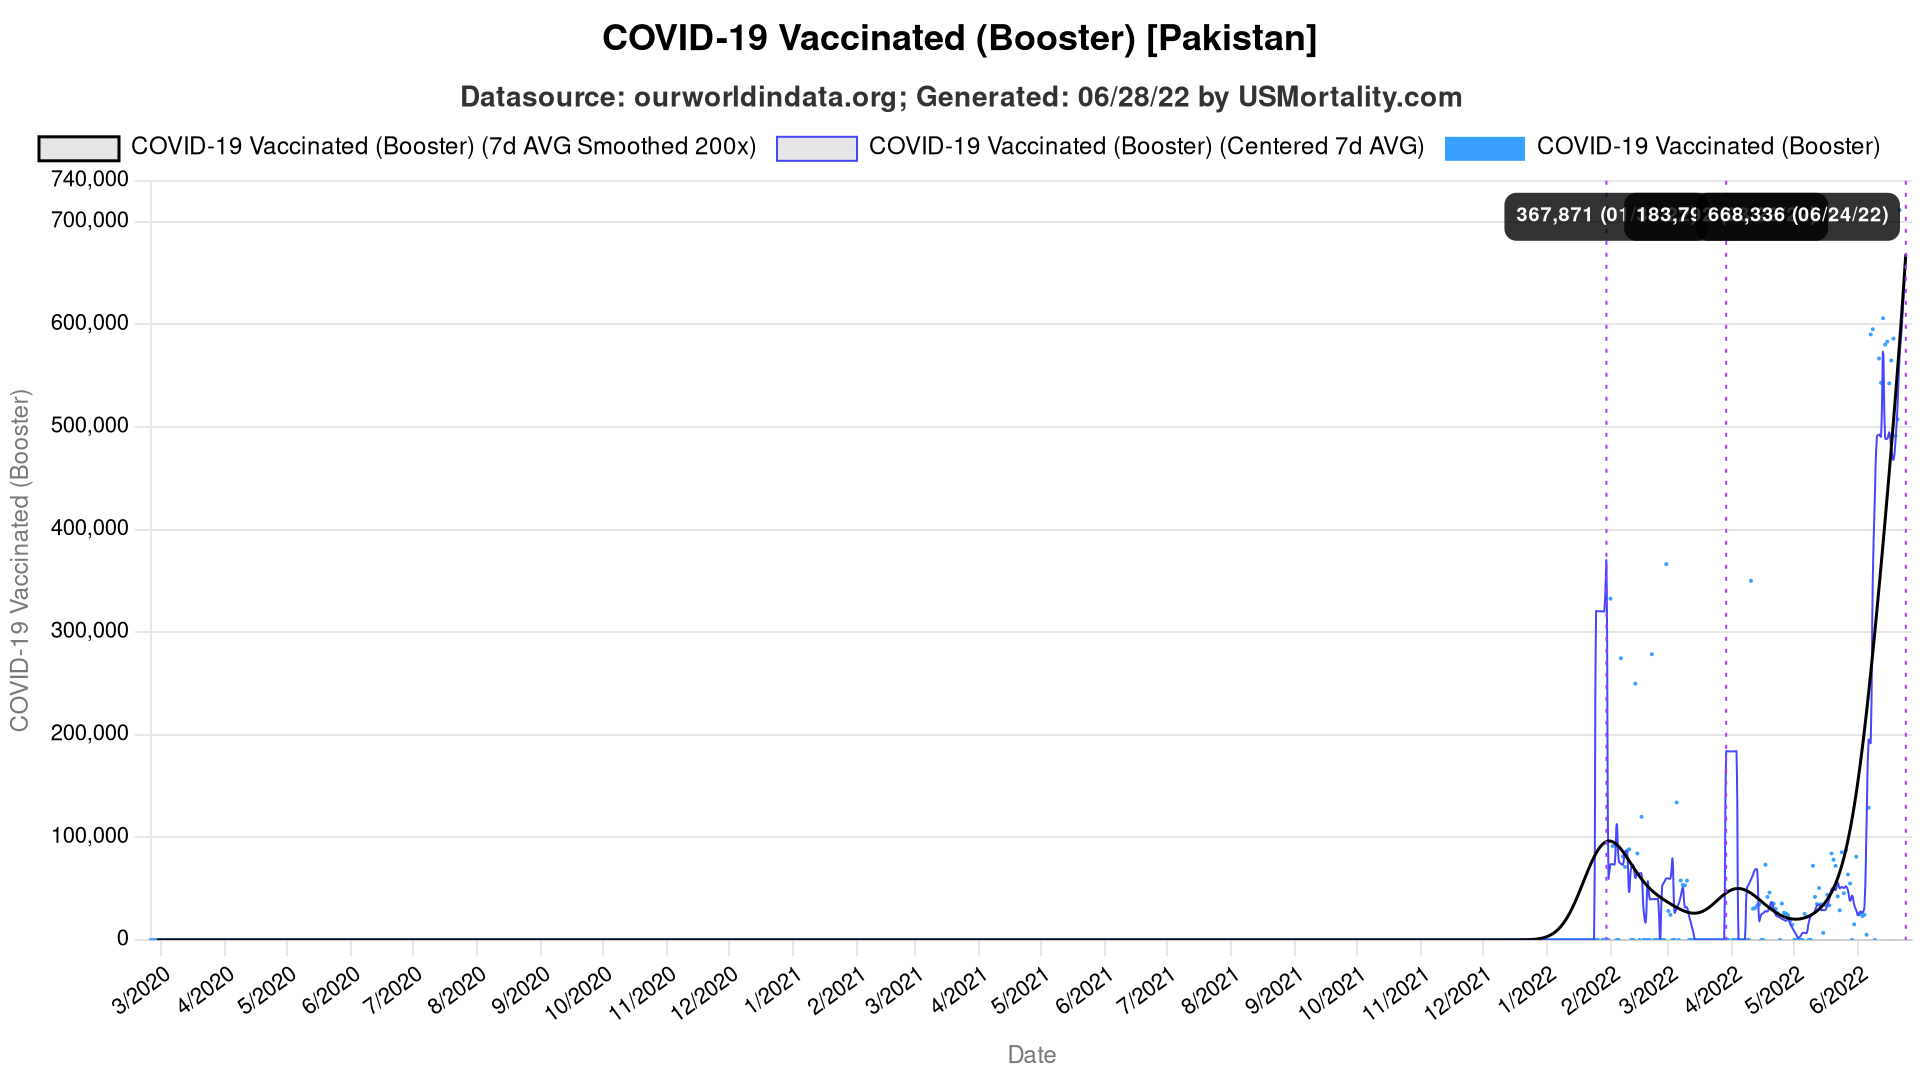 COVID-19 Vaccinated (Booster) [Pakistan]
Datasource: ourworldindata.org; Generated: 06/28/22 by USMortality.com
COVID-19 Vaccinated (Booster) (7d AVG Smoothed 200x) COVID-19 Vaccinated (Booster) (Centered 7d AVG) COVID-19 Vaccinated (Booster)
740,000
700,000
367,871 (01/ 183,79 668,336 (06/24/22)
600,000
500,000
400,000
300,000
200,000
100,000
0
COVID-19 Vaccinated (Booster)
3/2020 4/2020 5/2020 6/2020 7/2020 8/2020 9/2020 10/2020 11/2020 12/2020 1/2021 2/2021 3/2021 4/2021 5/2021 6/2021 7/2021 8/2021 9/2021 10/2021 11/2021 12/2021 1/2022 2/2022 3/2022 4/2022 5/2022 6/2022
Date